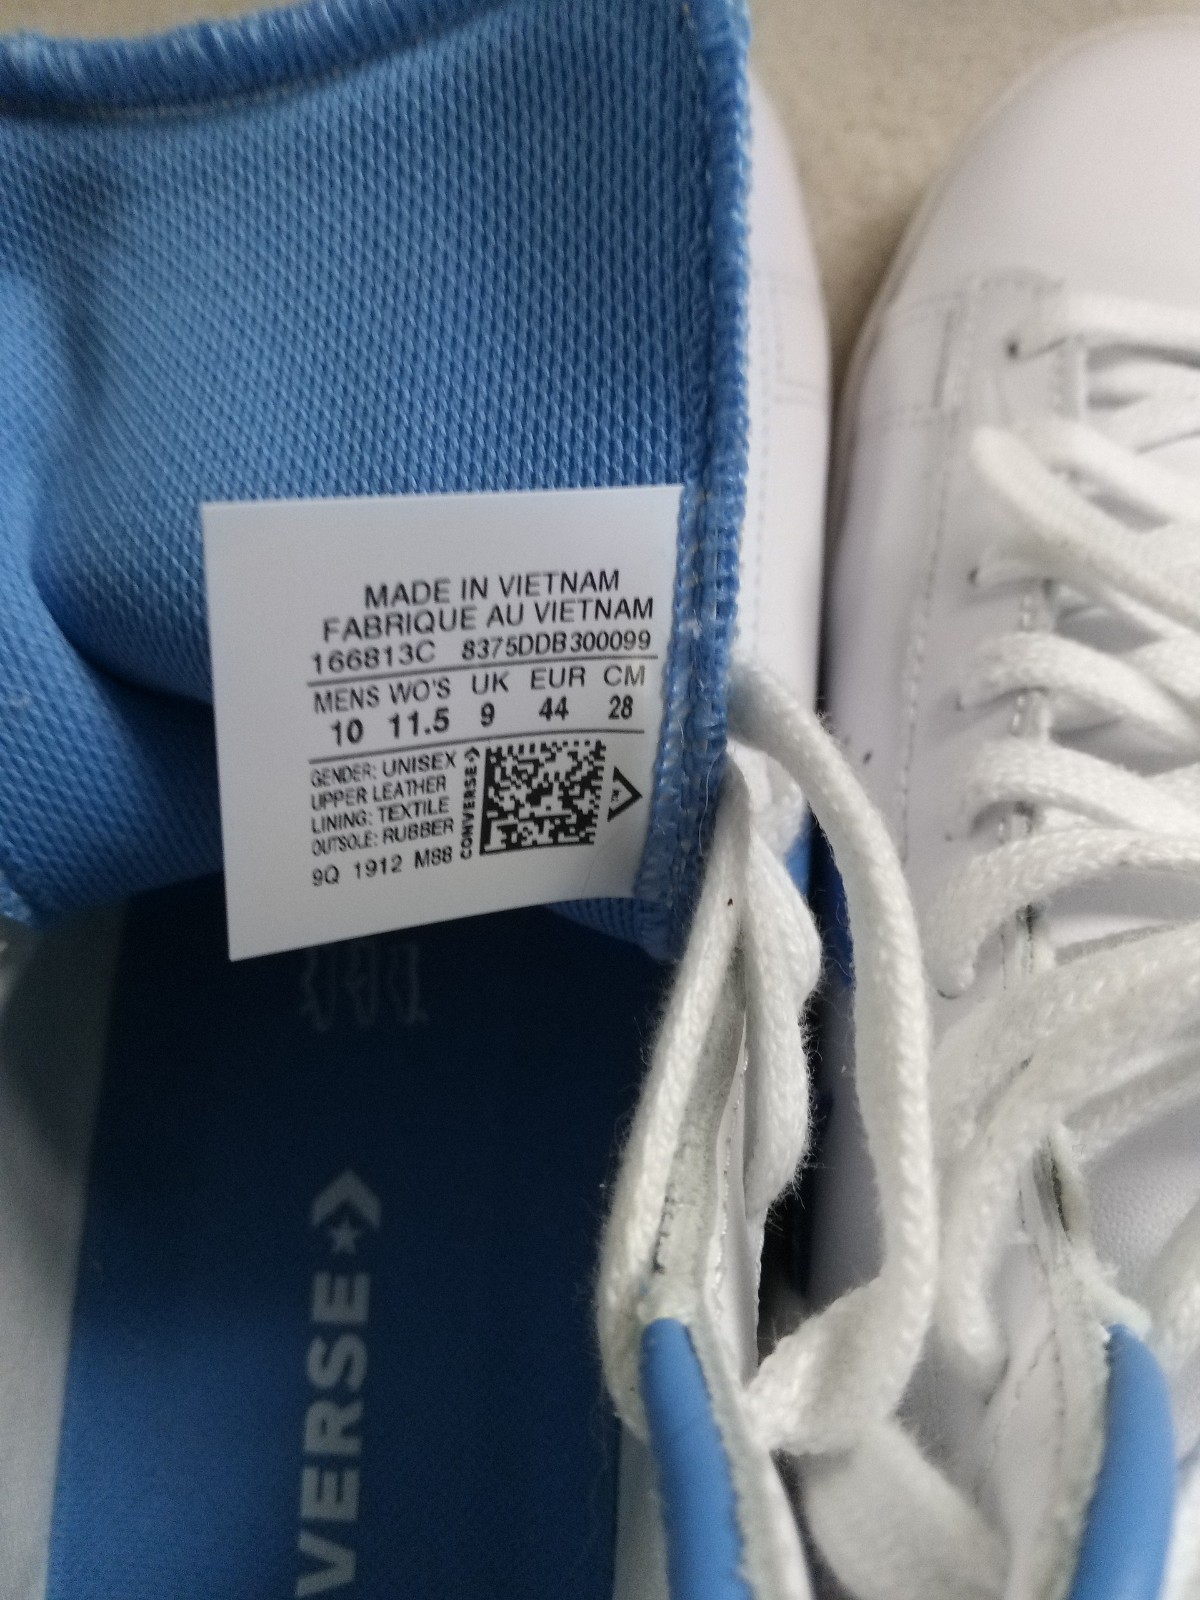 MADE IN VIETNAM
FABRIQUE AU VIETNAM
166813C 8375DDB300099
MENS WO'S UK EUR CM
10 11.5 9 44 28
GENDER: UNISEX
UPPER LEATHER
LINING: TEXTILE
OUTSOLE: RUBBER
9Q 1912 M88
CONVERSE
VERSE